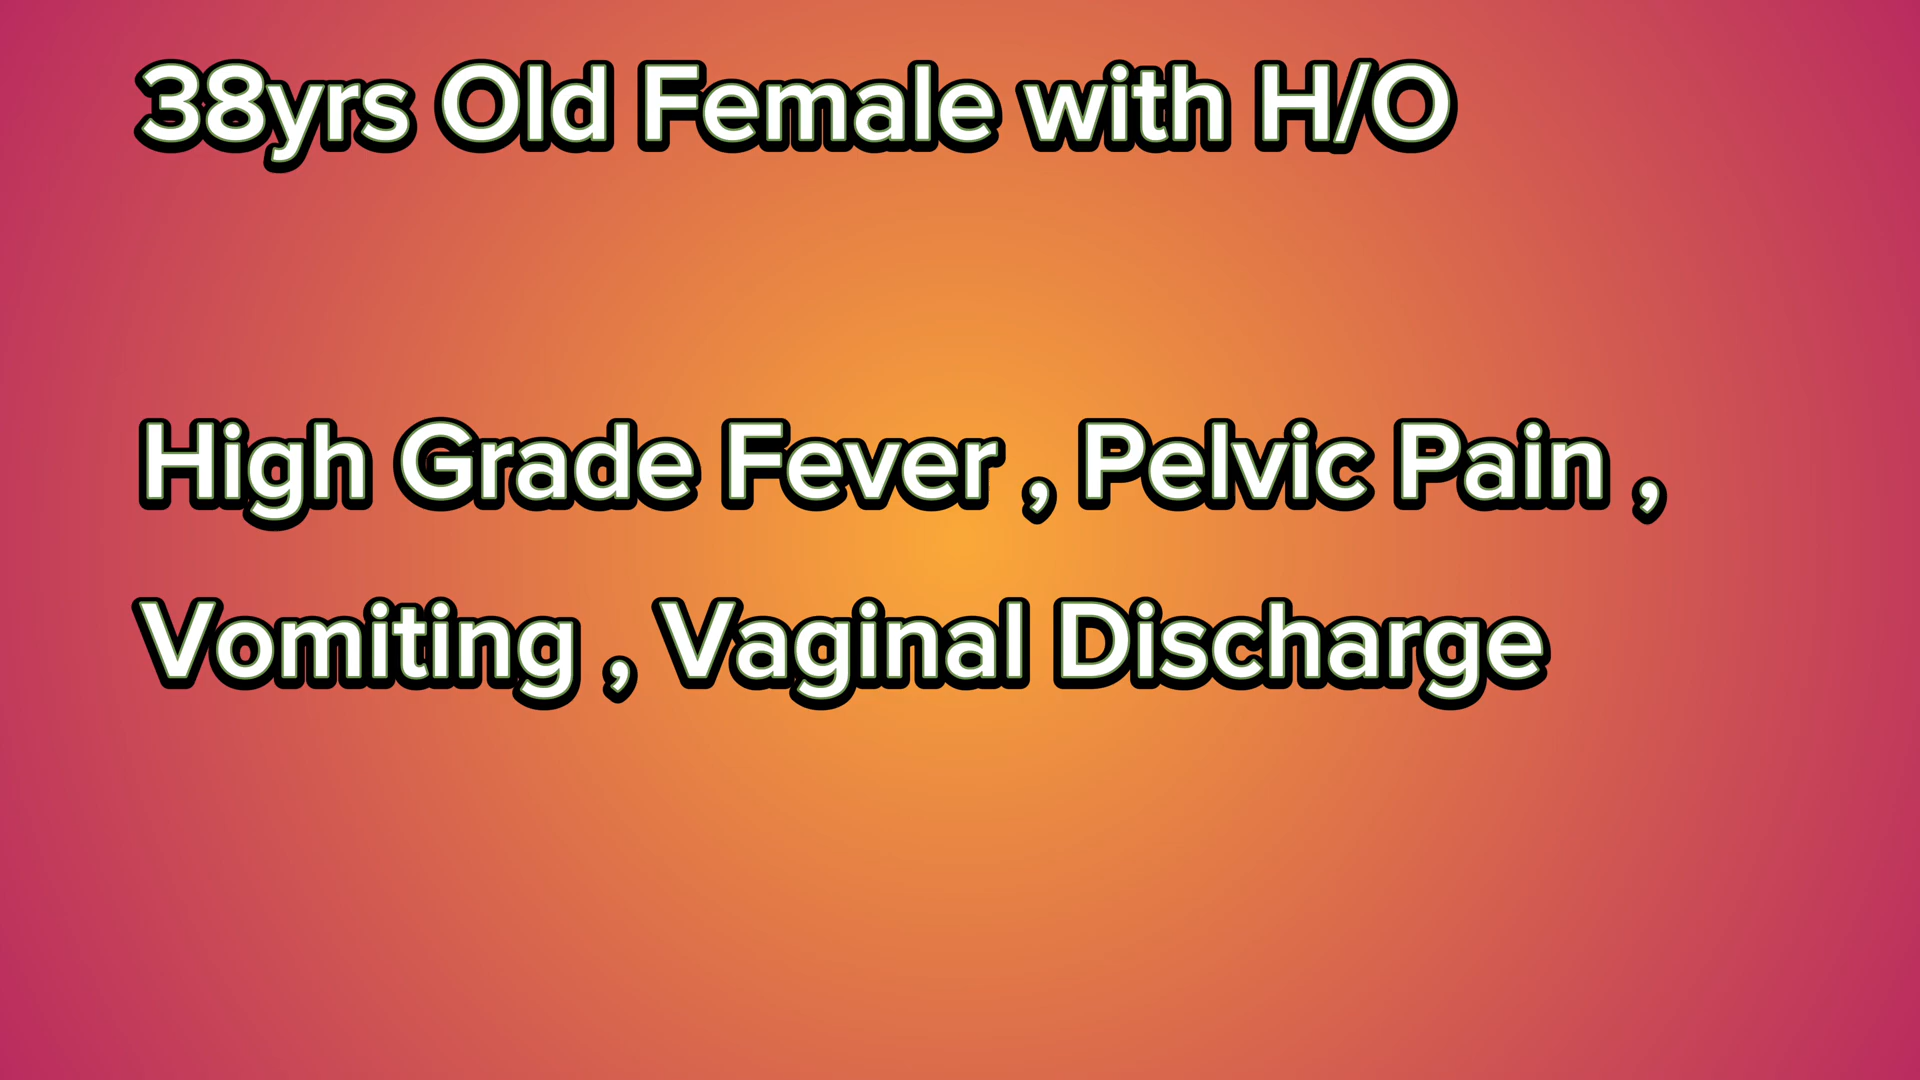 38yrs Old Female with H/O
High Grade Fever , Pelvic Pain ,
Vomiting , Vaginal Discharge